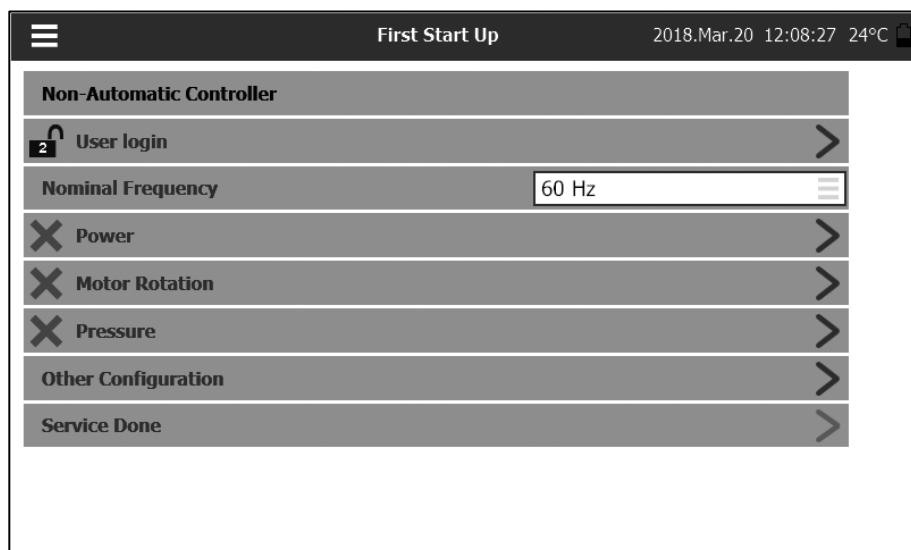 First Start Up 2018.Mar.20 12:08:27 24°C
Non-Automatic Controller
2 User login
Nominal Frequency 60 Hz
Power
Motor Rotation
Pressure
Other Configuration
Service Done